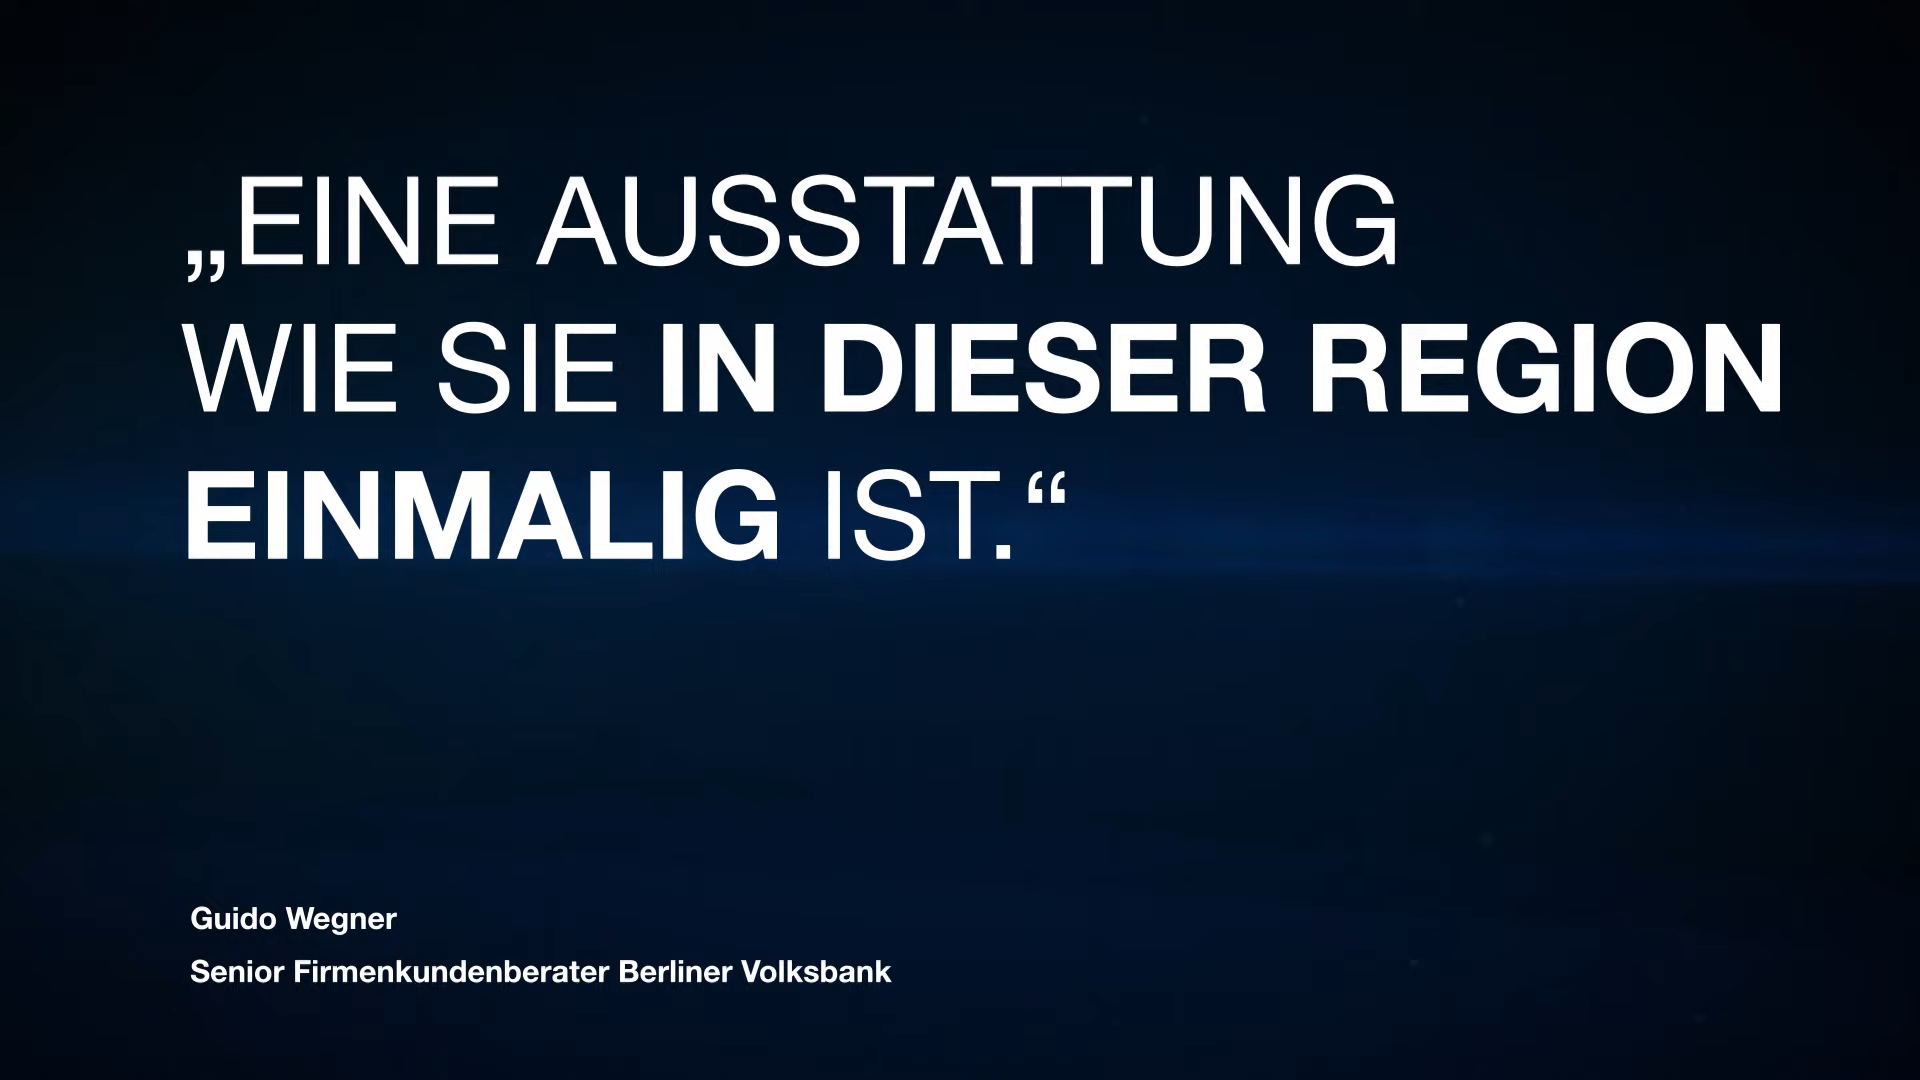 „EINE AUSSTATTUNG
WIE SIE IN DIESER REGION
EINMALIG IST.“
Guido Wegner
Senior Firmenkundenberater Berliner Volksbank